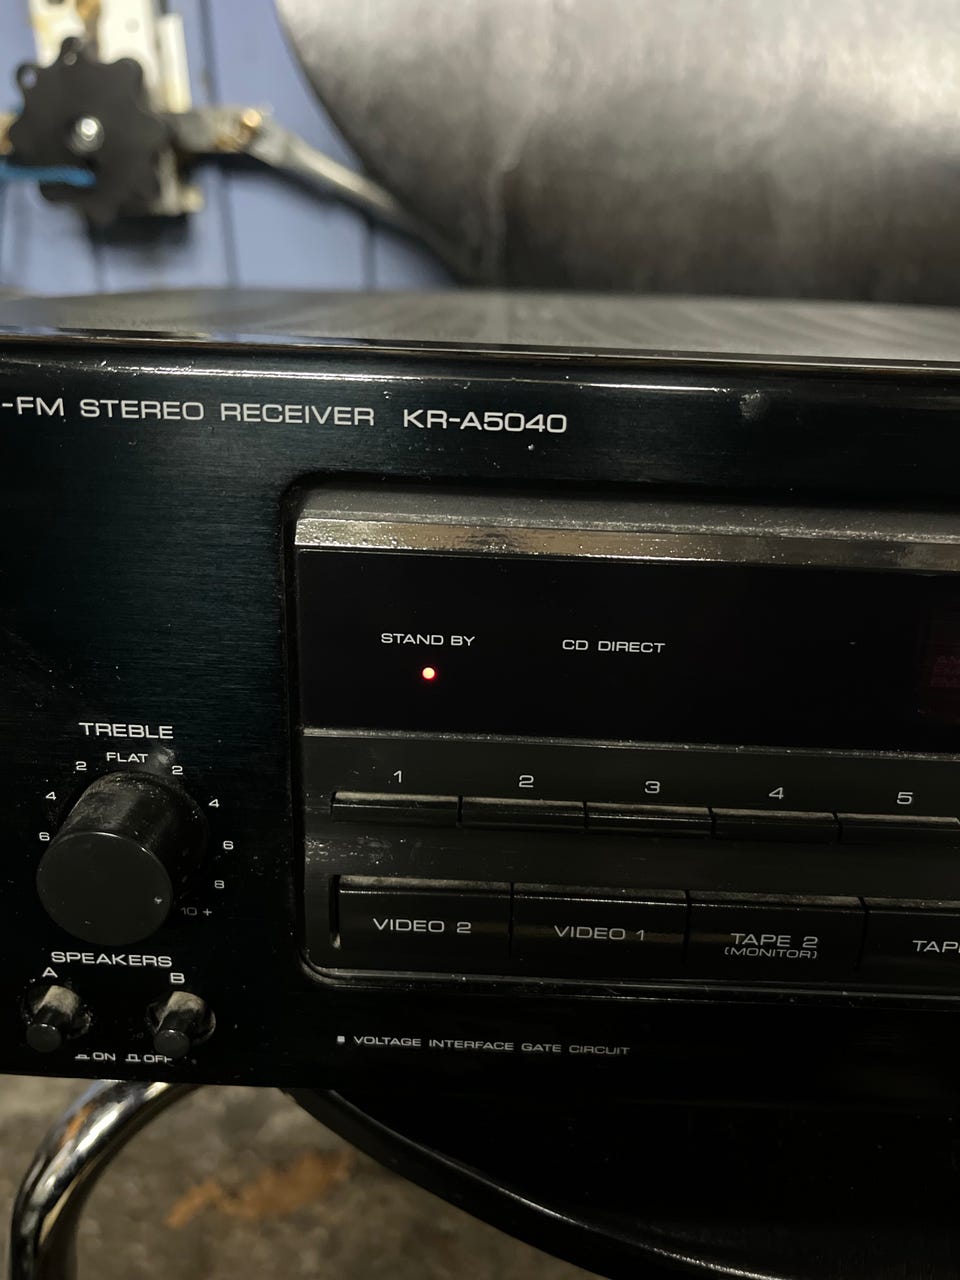 -FM STEREO RECEIVER KR-A5040
STAND BY
CD DIRECT
TREBLE
FLAT
2 2
4 4
6 6
8
10 +
1 2 3 4 5
VIDEO 2
VIDEO 1
TAPE 2
(MONITOR)
TAP
SPEAKERS
A B
ON OFF
VOLTAGE INTERFACE GATE CIRCUIT